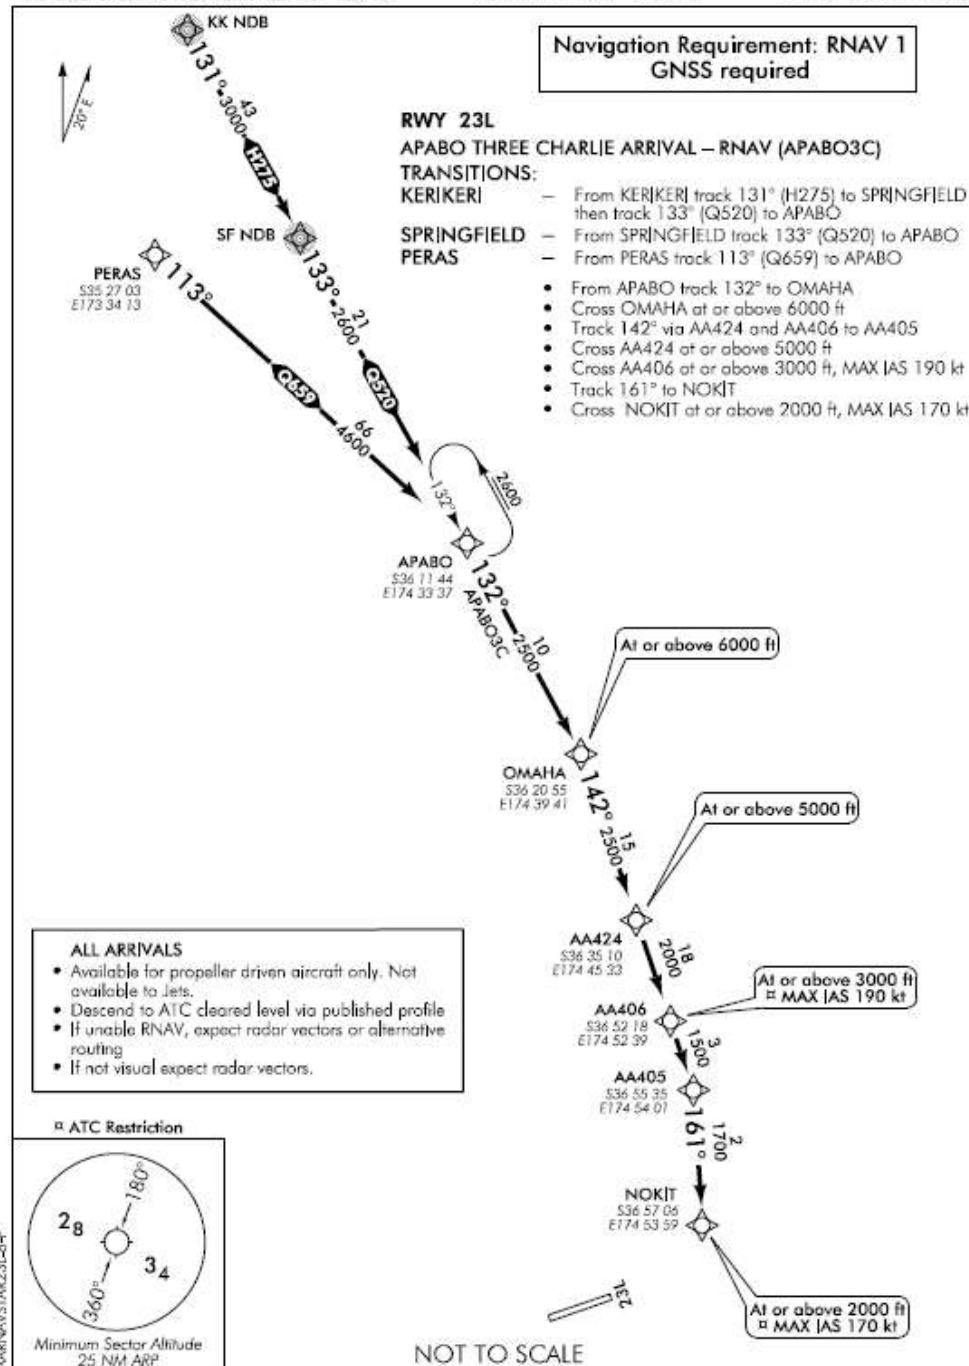 Navigation Requirement: RNAV 1
GNSS required
KK NDB
131°
43
3000
H275
20° E
RWY 23L
APABO THREE CHARLIE ARRIVAL – RNAV (APABO3C)
TRANSITIONS:
KERIKERI – From KERIKERI track 131° (H275) to SPRINGFIELD
then track 133° (Q520) to APABO
SPRINGFIELD – From SPRINGFIELD track 133° (Q520) to APABO
PERAS – From PERAS track 113° (Q659) to APABO
• From APABO track 132° to OMAHA
• Cross OMAHA at or above 6000 ft
• Track 142° via AA424 and AA406 to AA405
• Cross AA424 at or above 5000 ft
• Cross AA406 at or above 3000 ft, MAX IAS 190 kt
• Track 161° to NOKIT
• Cross NOKIT at or above 2000 ft, MAX IAS 170 kt
SF NDB
133°
21
2600
Q520
PERAS
S35 27 03
E173 34 13
113°
Q659
66
4600
2600
132°
APABO
S36 11 44
E174 33 37
132°
APABO3C
10
2500
At or above 6000 ft
OMAHA
S36 20 55
E174 39 41
142°
15
2500
At or above 5000 ft
AA424
S36 35 10
E174 45 33
18
2000
At or above 3000 ft
¤ MAX IAS 190 kt
AA406
S36 52 18
E174 52 39
3
1500
AA405
S36 55 35
E174 54 01
161°
2
1700
NOKIT
S36 57 06
E174 53 59
At or above 2000 ft
¤ MAX IAS 170 kt
23L
NOT TO SCALE
ALL ARRIVALS
• Available for propeller driven aircraft only. Not
available to Jets.
• Descend to ATC cleared level via published profile
• If unable RNAV, expect radar vectors or alternative
routing
• If not visual expect radar vectors.
¤ ATC Restriction
180°
28
34
360°
Minimum Sector Altitude
25 NM ARP